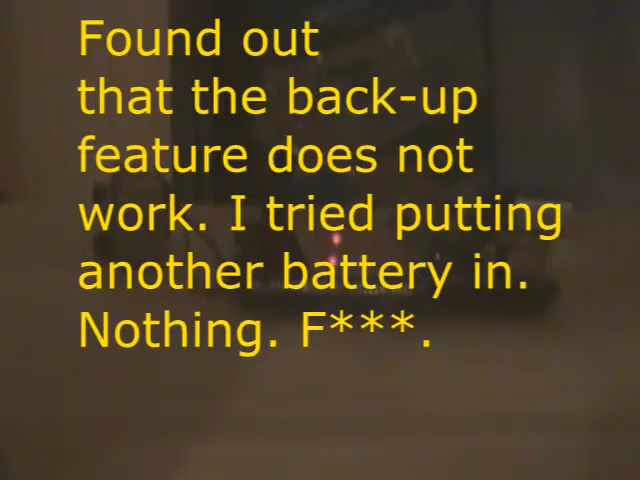 Found out
that the back-up
feature does not
work. I tried putting
another battery in.
Nothing. F***.